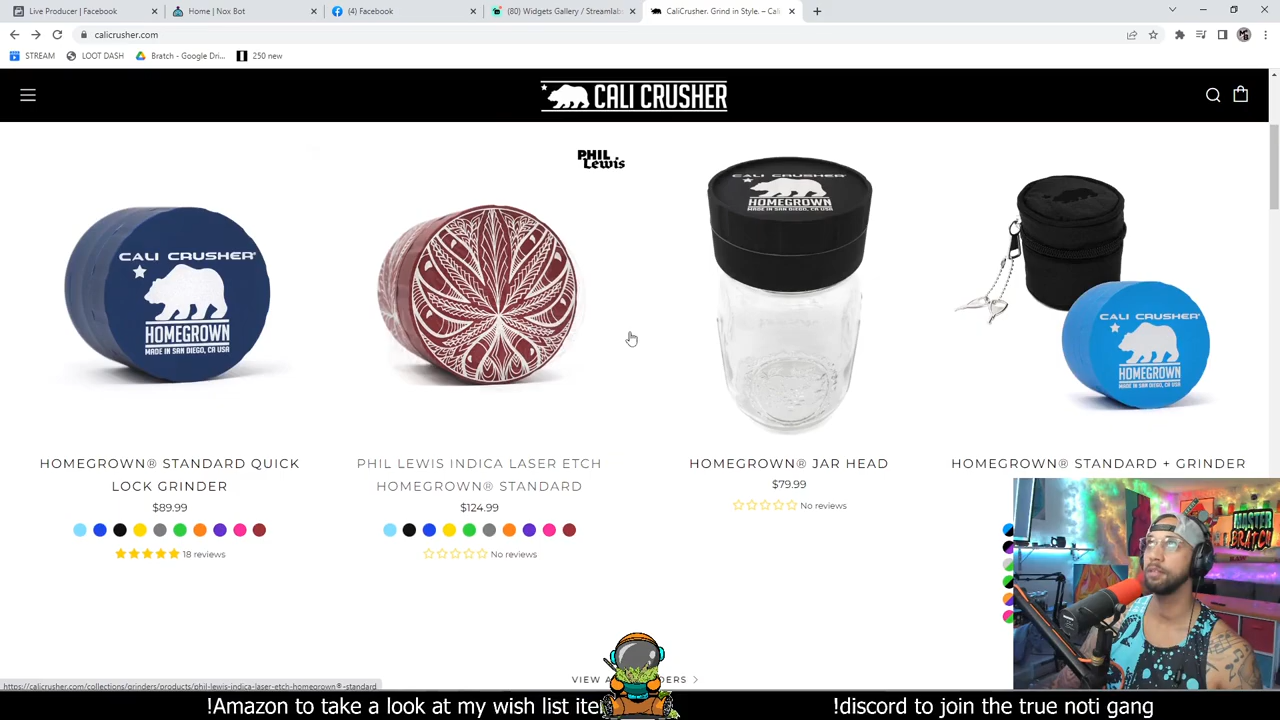 Live Producer | Facebook
Home | Nox Bot
(4) Facebook
(80) Widgets Gallery / Streamlab
CaliCrusher. Grind in Style. – Cali
calicrusher.com
STREAM
LOOT DASH
Bratch - Google Dri...
250 new
CALI CRUSHER
PHIL
Lewis
CALI CRUSHER®
HOMEGROWN
MADE IN SAN DIEGO, CA USA
CALI CRUSHER
HOMEGROWN
MADE IN SAN DIEGO, CA USA
CALI CRUSHER®
HOMEGROWN
MADE IN SAN DIEGO, CA USA
HOMEGROWN® STANDARD QUICK
LOCK GRINDER
$89.99
18 reviews
PHIL LEWIS INDICA LASER ETCH
HOMEGROWN® STANDARD
$124.99
No reviews
HOMEGROWN® JAR HEAD
$79.99
No reviews
HOMEGROWN® STANDARD + GRINDER
MASTER
BRATCH
VIEW A
DERS
https://calicrusher.com/collections/grinders/products/phil-lewis-indica-laser-etch-homegrown®-standard
!Amazon to take a look at my wish list ite
!discord to join the true noti gang